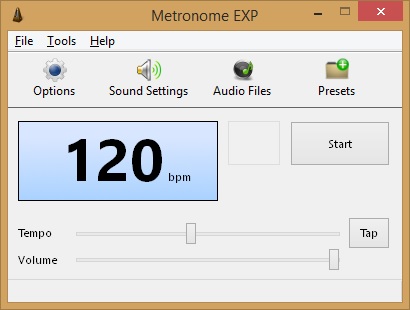 Metronome EXP
File Tools Help
Options Sound Settings Audio Files Presets
120 bpm
Start
Tempo
Tap
Volume